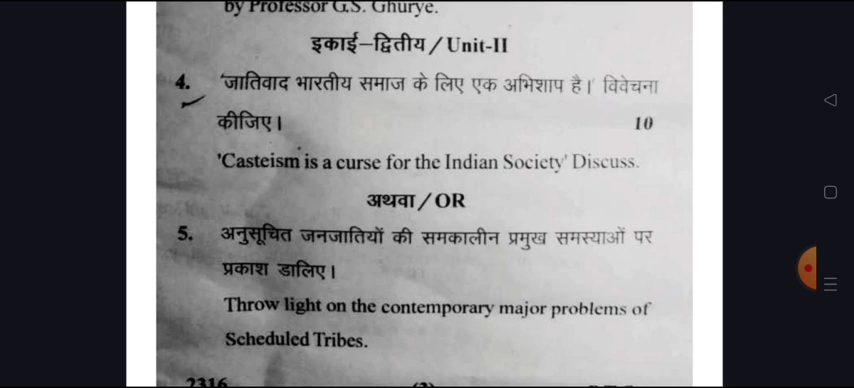 by Professor G.S. Ghurye.
इकाई–द्वितीय / Unit-II
4. 'जातिवाद भारतीय समाज के लिए एक अभिशाप है।' विवेचना
कीजिए। 10
'Casteism is a curse for the Indian Society' Discuss.
अथवा / OR
5. अनुसूचित जनजातियों की समकालीन प्रमुख समस्याओं पर
प्रकाश डालिए।
Throw light on the contemporary major problems of
Scheduled Tribes.
2316 (3)